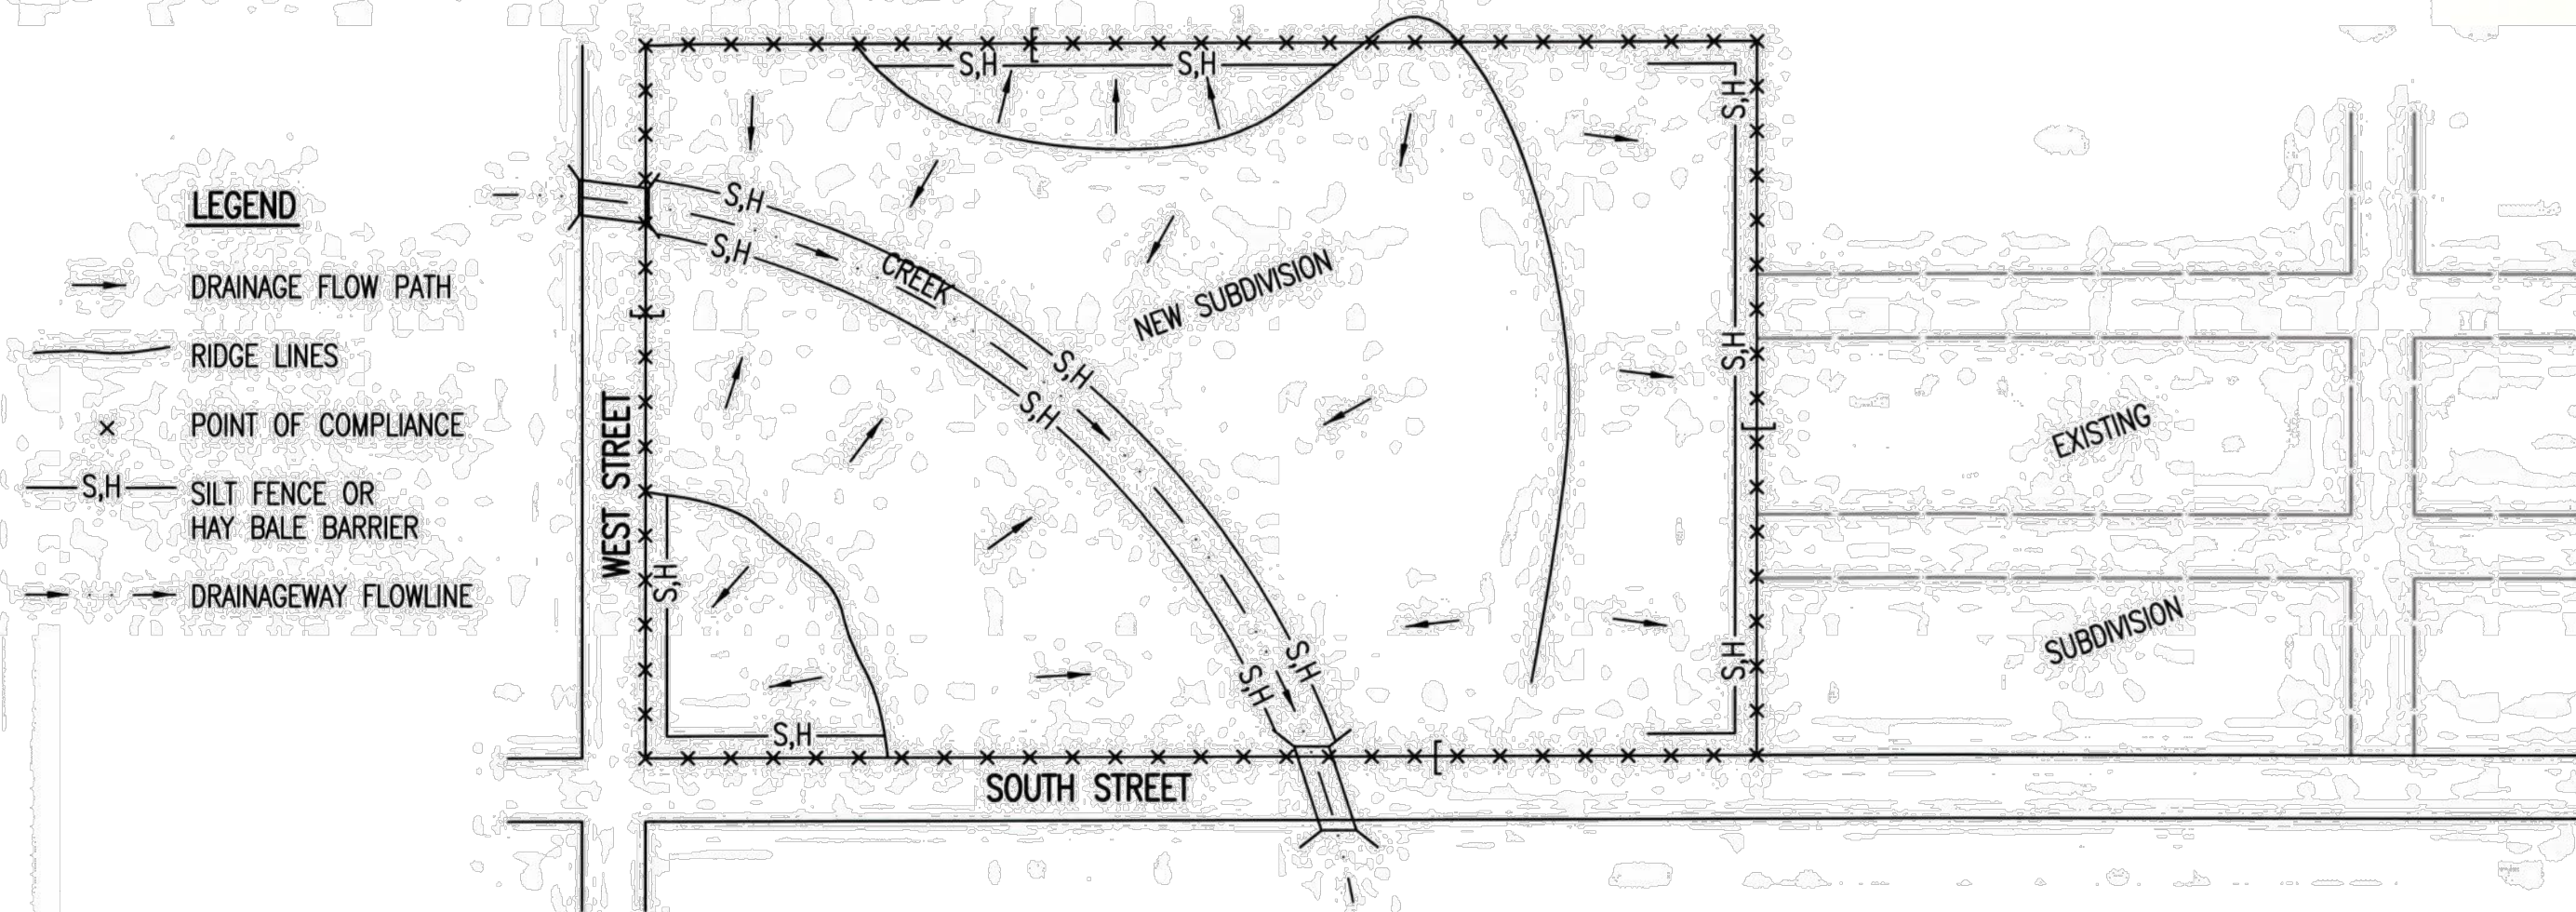 LEGEND
DRAINAGE FLOW PATH
RIDGE LINES
POINT OF COMPLIANCE
S,H
SILT FENCE OR
HAY BALE BARRIER
DRAINAGEWAY FLOWLINE
WEST STREET
S,H
S,H
S,H
S,H
CREEK
NEW SUBDIVISION
S,H
S,H
S,H
S,H
S,H
S,H
SOUTH STREET
S,H
S,H
S,H
EXISTING
SUBDIVISION